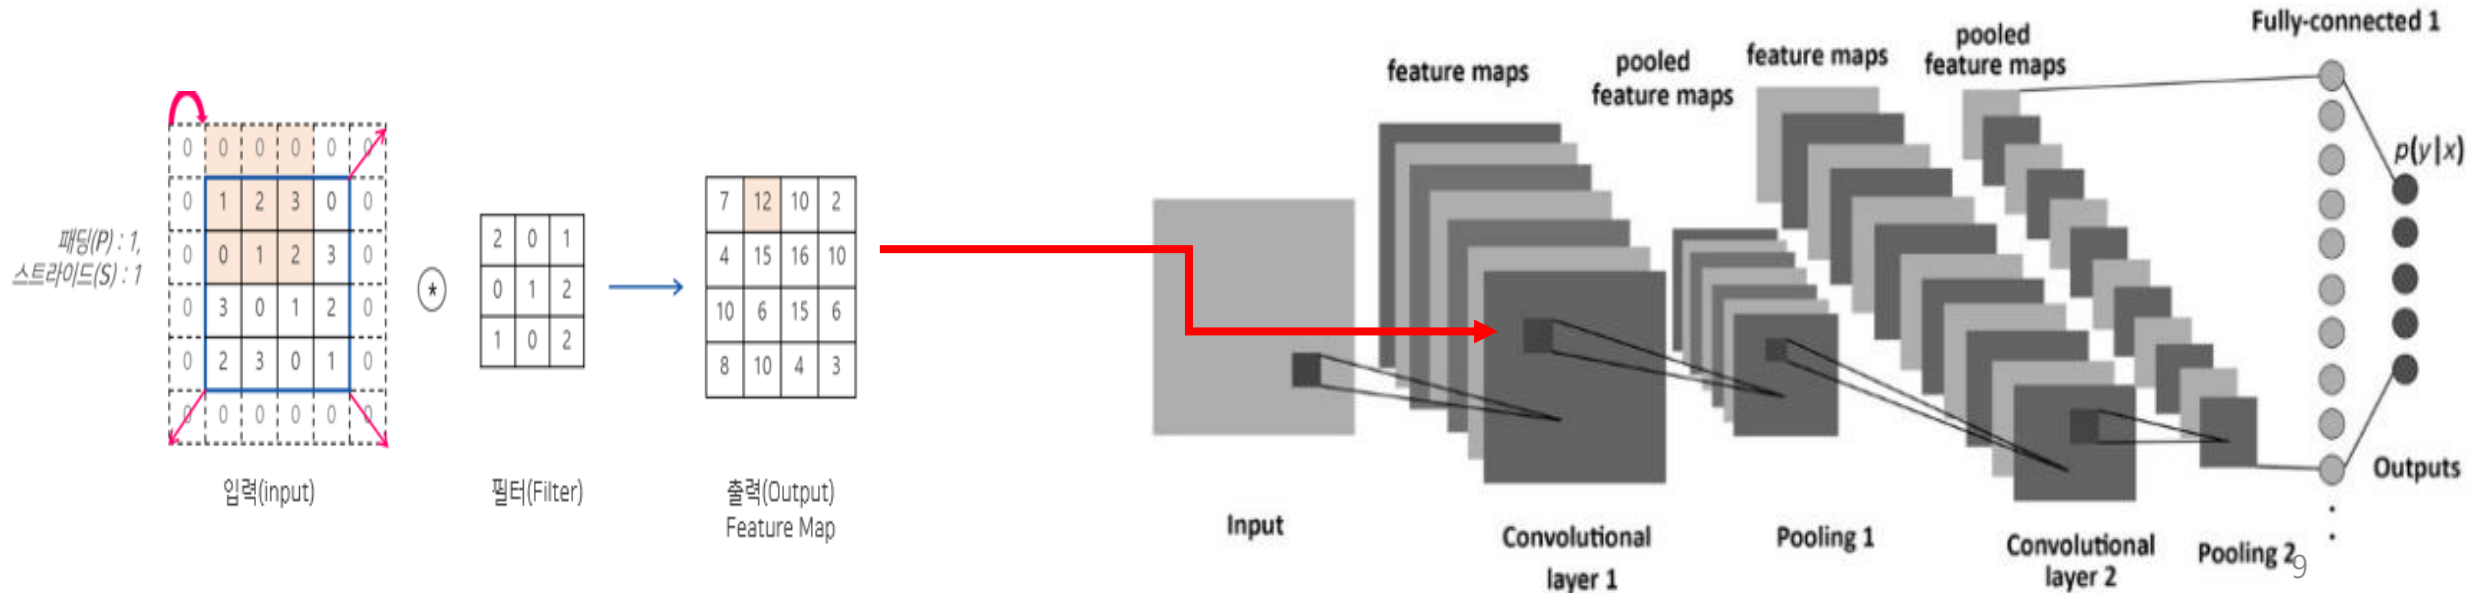 패딩(P) : 1,
스트라이드(S) : 1
0 0 0 0 0 0
0 1 2 3 0 0
0 0 1 2 3 0
0 3 0 1 2 0
0 2 3 0 1 0
0 0 0 0 0 0
입력(input)
*
2 0 1
0 1 2
1 0 2
필터(Filter)
7 12 10 2
4 15 16 10
10 6 15 6
8 10 4 3
출력(Output)
Feature Map
feature maps
pooled
feature maps
feature maps
pooled
feature maps
Fully-connected 1
p(y|x)
Outputs
Input
Convolutional
layer 1
Pooling 1
Convolutional
layer 2
Pooling 2
9